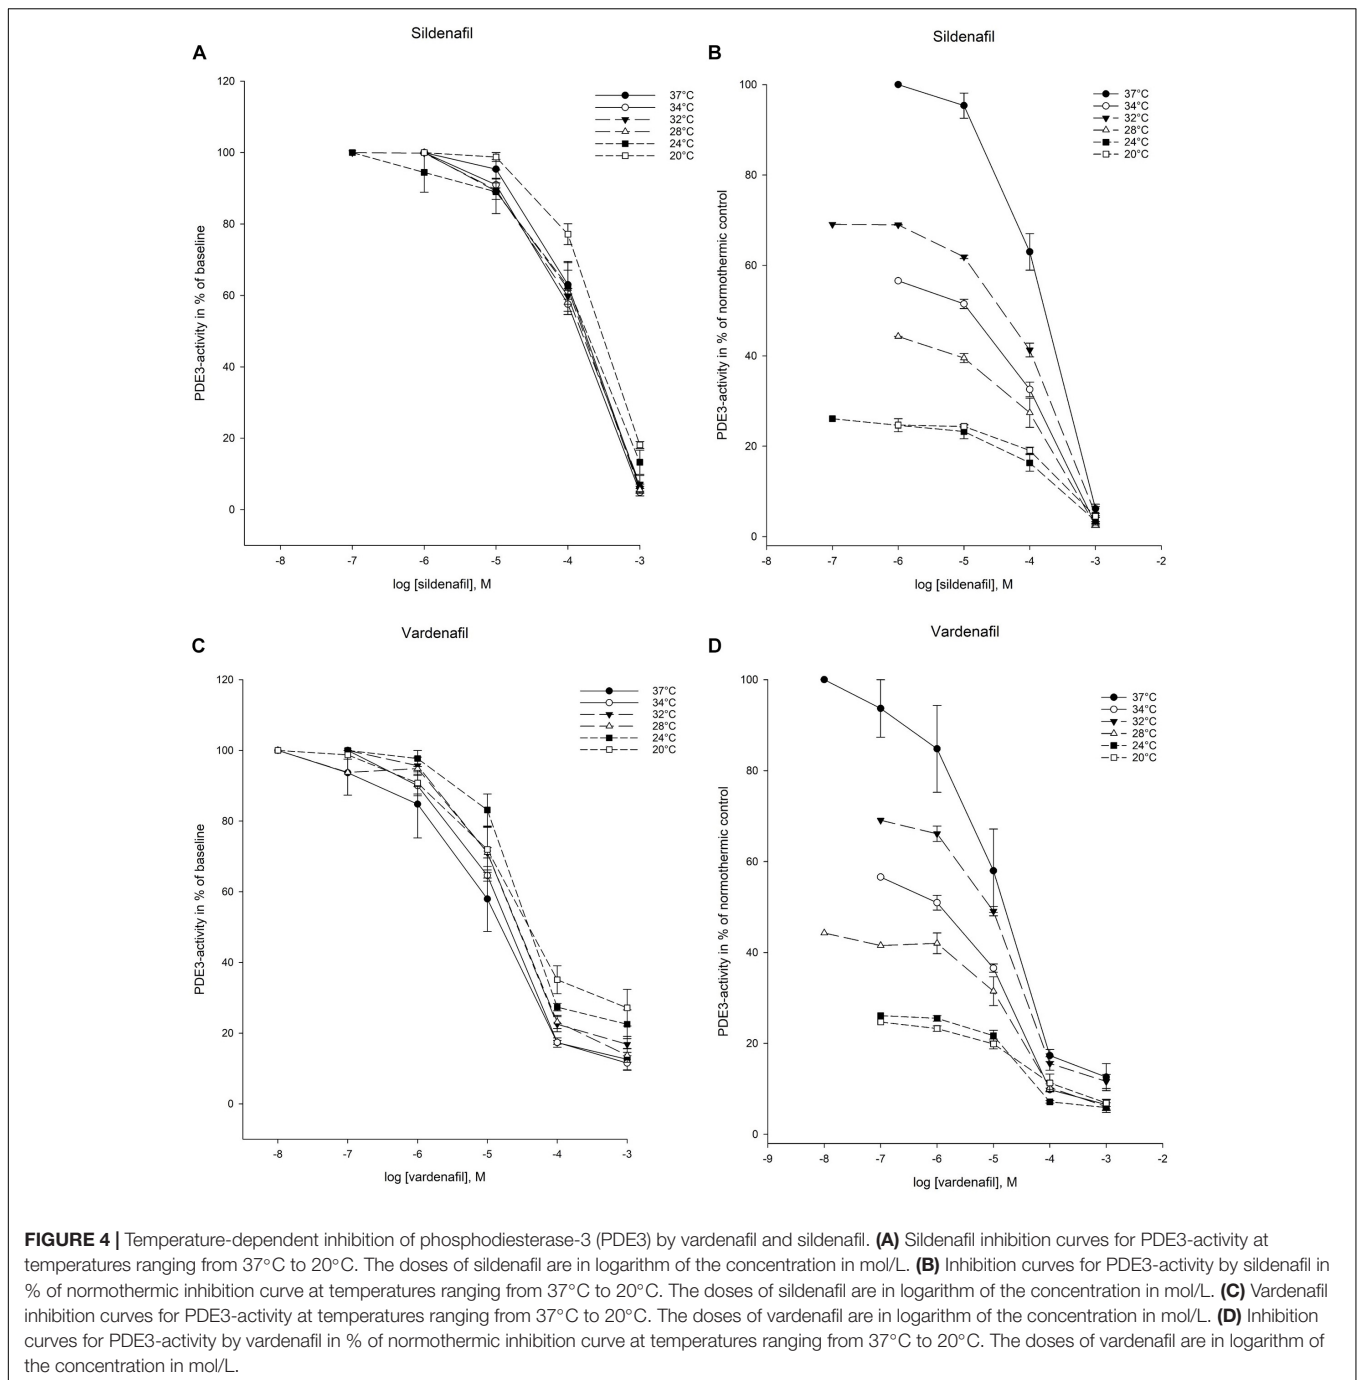 Sildenafil
A
PDE3-activity in % of baseline
120
100
80
60
40
20
0
-8 -7 -6 -5 -4 -3
log [sildenafil], M
37°C
34°C
32°C
28°C
24°C
20°C
Sildenafil
B
PDE3-activity in % of normothermic control
100
80
60
40
20
0
-8 -7 -6 -5 -4 -3 -2
log [sildenafil], M
37°C
34°C
32°C
28°C
24°C
20°C
Vardenafil
C
PDE3-activity in % of baseline
120
100
80
60
40
20
0
-8 -7 -6 -5 -4 -3
log [vardenafil], M
37°C
34°C
32°C
28°C
24°C
20°C
Vardenafil
D
PDE3-activity in % of normothermic control
100
80
60
40
20
0
-9 -8 -7 -6 -5 -4 -3 -2
log [vardenafil], M
37°C
34°C
32°C
28°C
24°C
20°C
FIGURE 4 | Temperature-dependent inhibition of phosphodiesterase-3 (PDE3) by vardenafil and sildenafil. (A) Sildenafil inhibition curves for PDE3-activity at
temperatures ranging from 37°C to 20°C. The doses of sildenafil are in logarithm of the concentration in mol/L. (B) Inhibition curves for PDE3-activity by sildenafil in
% of normothermic inhibition curve at temperatures ranging from 37°C to 20°C. The doses of sildenafil are in logarithm of the concentration in mol/L. (C) Vardenafil
inhibition curves for PDE3-activity at temperatures ranging from 37°C to 20°C. The doses of vardenafil are in logarithm of the concentration in mol/L. (D) Inhibition
curves for PDE3-activity by vardenafil in % of normothermic inhibition curve at temperatures ranging from 37°C to 20°C. The doses of vardenafil are in logarithm of
the concentration in mol/L.